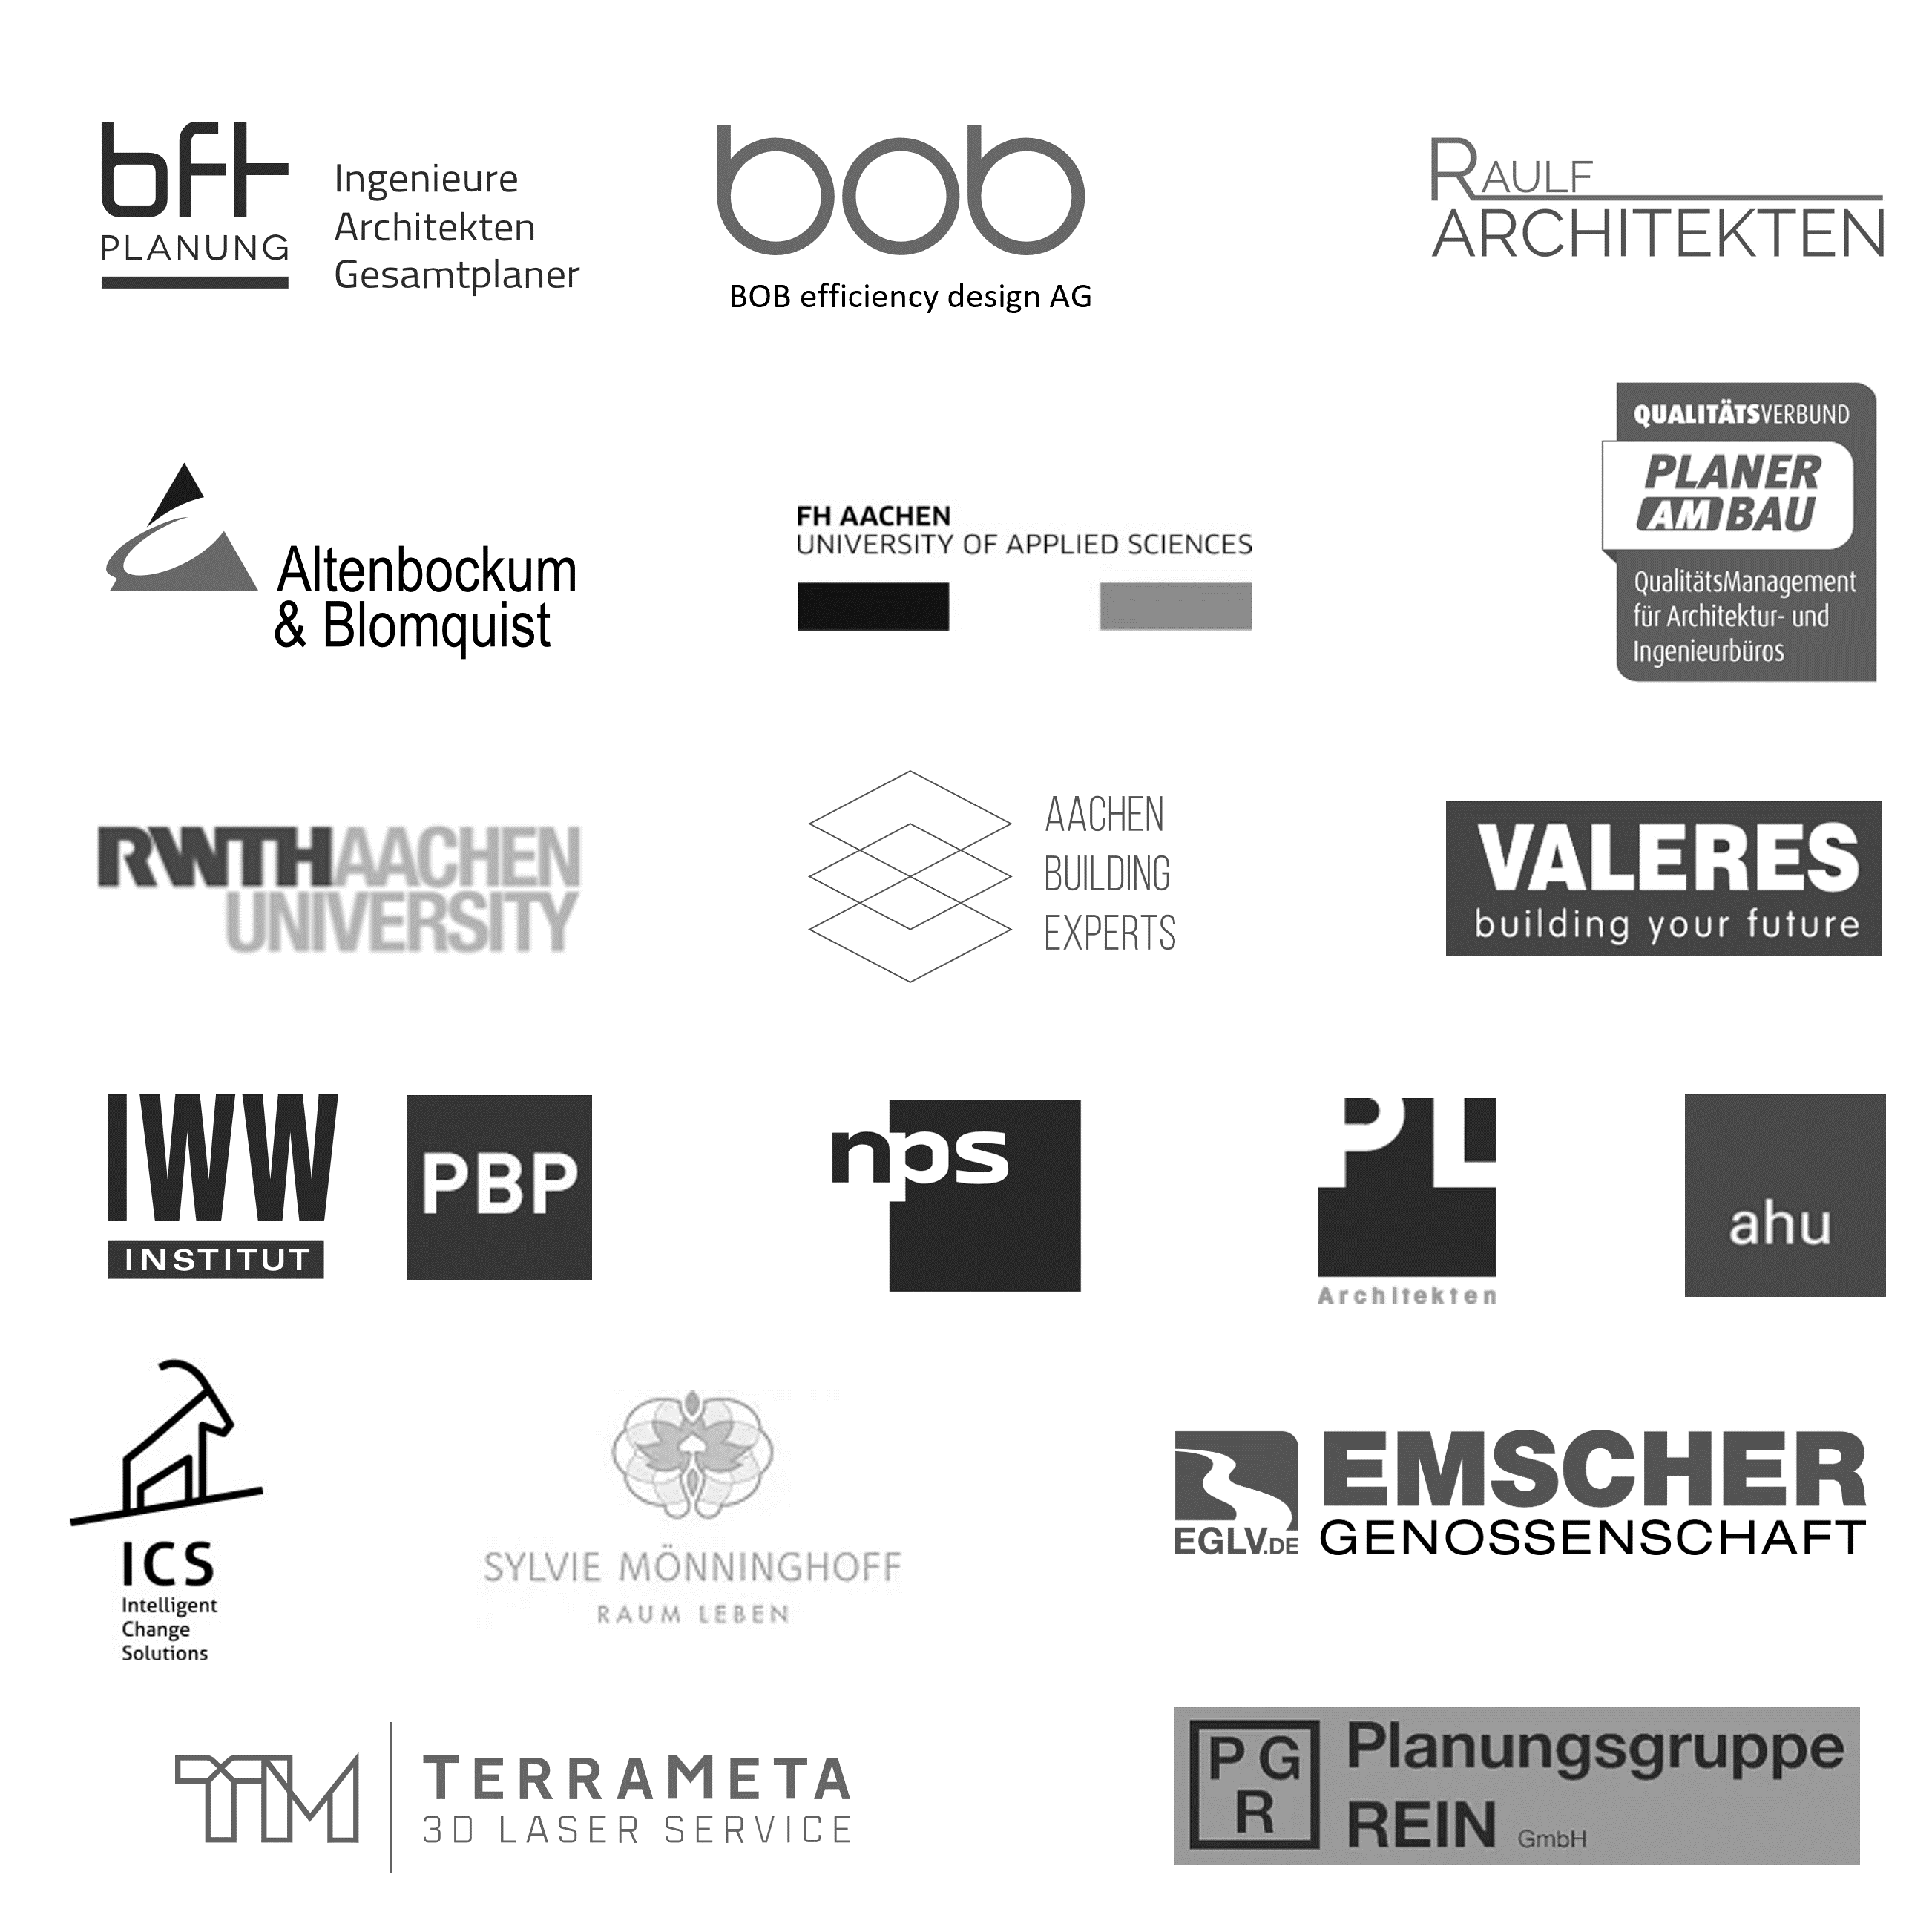 bft
PLANUNG
Ingenieure
Architekten
Gesamtplaner
bob
BOB efficiency design AG
RAULF
ARCHITEKTEN
Altenbockum
& Blomquist
FH AACHEN
UNIVERSITY OF APPLIED SCIENCES
QUALITÄTSVERBUND
PLANER
AM BAU
QualitätsManagement
für Architektur- und
Ingenieurbüros
RWTHAACHEN
UNIVERSITY
AACHEN
BUILDING
EXPERTS
VALERES
building your future
IWW
INSTITUT
PBP
nps
PL
Architekten
ahu
ICS
Intelligent
Change
Solutions
SYLVIE MÖNNINGHOFF
RAUM LEBEN
EGLV.DE
EMSCHER
GENOSSENSCHAFT
TM
TERRAMETA
3D LASER SERVICE
PG
R
Planungsgruppe
REIN GmbH